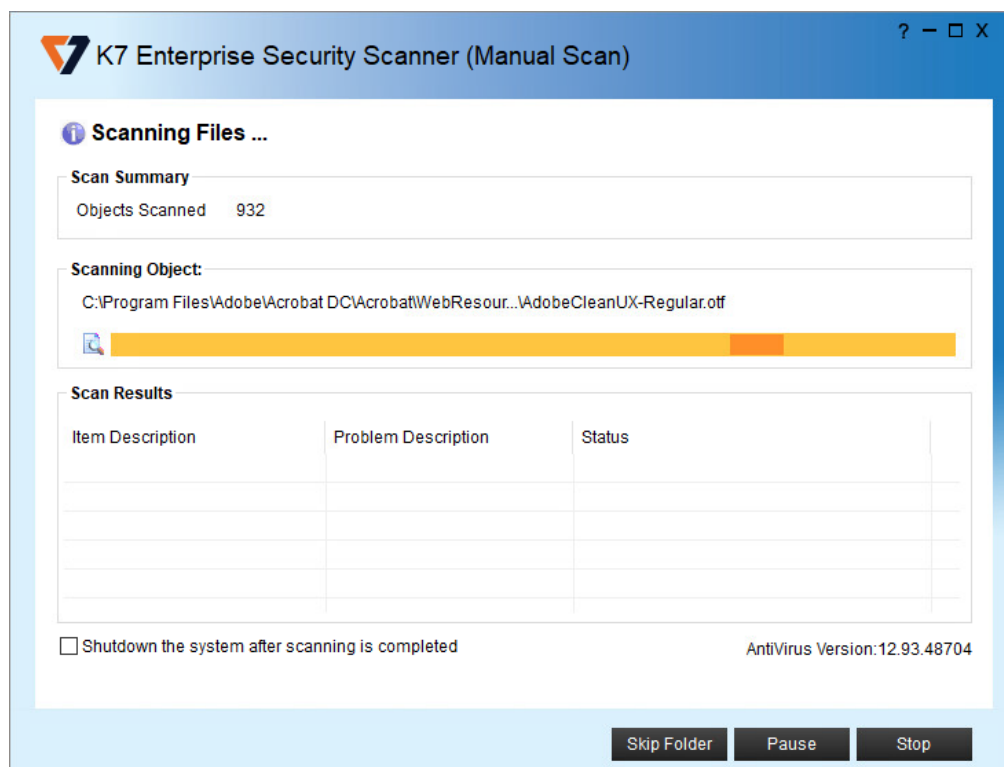 ? – □ X
K7 Enterprise Security Scanner (Manual Scan)
Scanning Files ...
Scan Summary
Objects Scanned 932
Scanning Object:
C:\Program Files\Adobe\Acrobat DC\Acrobat\WebResour...\AdobeCleanUX-Regular.otf
Scan Results
Item Description Problem Description Status
Shutdown the system after scanning is completed
AntiVirus Version:12.93.48704
Skip Folder Pause Stop